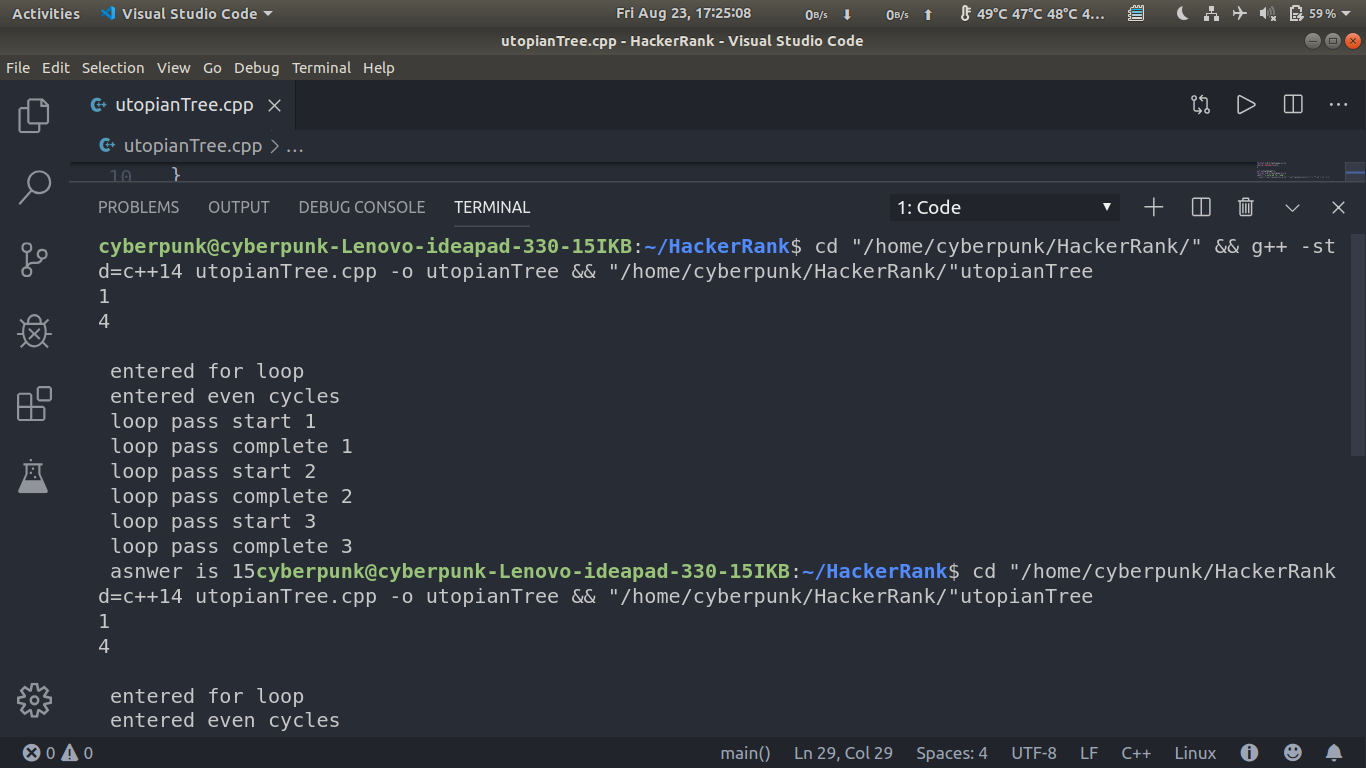 Activities Visual Studio Code Fri Aug 23, 17:25:08 0B/s 0B/s 49°C 47°C 48°C 4... 59 %
utopianTree.cpp - HackerRank - Visual Studio Code
File Edit Selection View Go Debug Terminal Help
utopianTree.cpp
utopianTree.cpp > ...
10 }
PROBLEMS OUTPUT DEBUG CONSOLE TERMINAL 1: Code
cyberpunk@cyberpunk-Lenovo-ideapad-330-15IKB:~/HackerRank$ cd "/home/cyberpunk/HackerRank/" && g++ -st
d=c++14 utopianTree.cpp -o utopianTree && "/home/cyberpunk/HackerRank/"utopianTree
1
4
entered for loop
entered even cycles
loop pass start 1
loop pass complete 1
loop pass start 2
loop pass complete 2
loop pass start 3
loop pass complete 3
asnwer is 15cyberpunk@cyberpunk-Lenovo-ideapad-330-15IKB:~/HackerRank$ cd "/home/cyberpunk/HackerRank
d=c++14 utopianTree.cpp -o utopianTree && "/home/cyberpunk/HackerRank/"utopianTree
1
4
entered for loop
entered even cycles
0 0 main() Ln 29, Col 29 Spaces: 4 UTF-8 LF C++ Linux